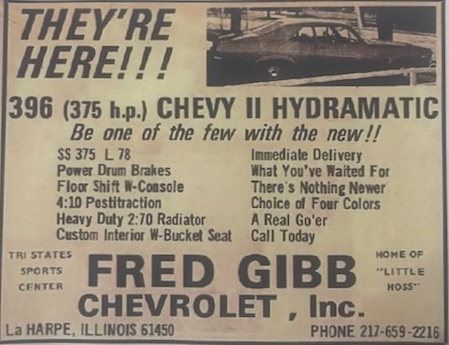 THEY'RE
HERE!!!
396 (375 h.p.) CHEVY II HYDRAMATIC
Be one of the few with the new!!
SS 375 L 78
Power Drum Brakes
Floor Shift W-Console
4:10 Postitraction
Heavy Duty 2:70 Radiator
Custom Interior W-Bucket Seat
Immediate Delivery
What You've Waited For
There's Nothing Newer
Choice of Four Colors
A Real Go'er
Call Today
TRI STATES
SPORTS
CENTER
FRED GIBB
CHEVROLET, Inc.
HOME OF
"LITTLE
HOSS"
La HARPE, ILLINOIS 61450
PHONE 217-659-2216